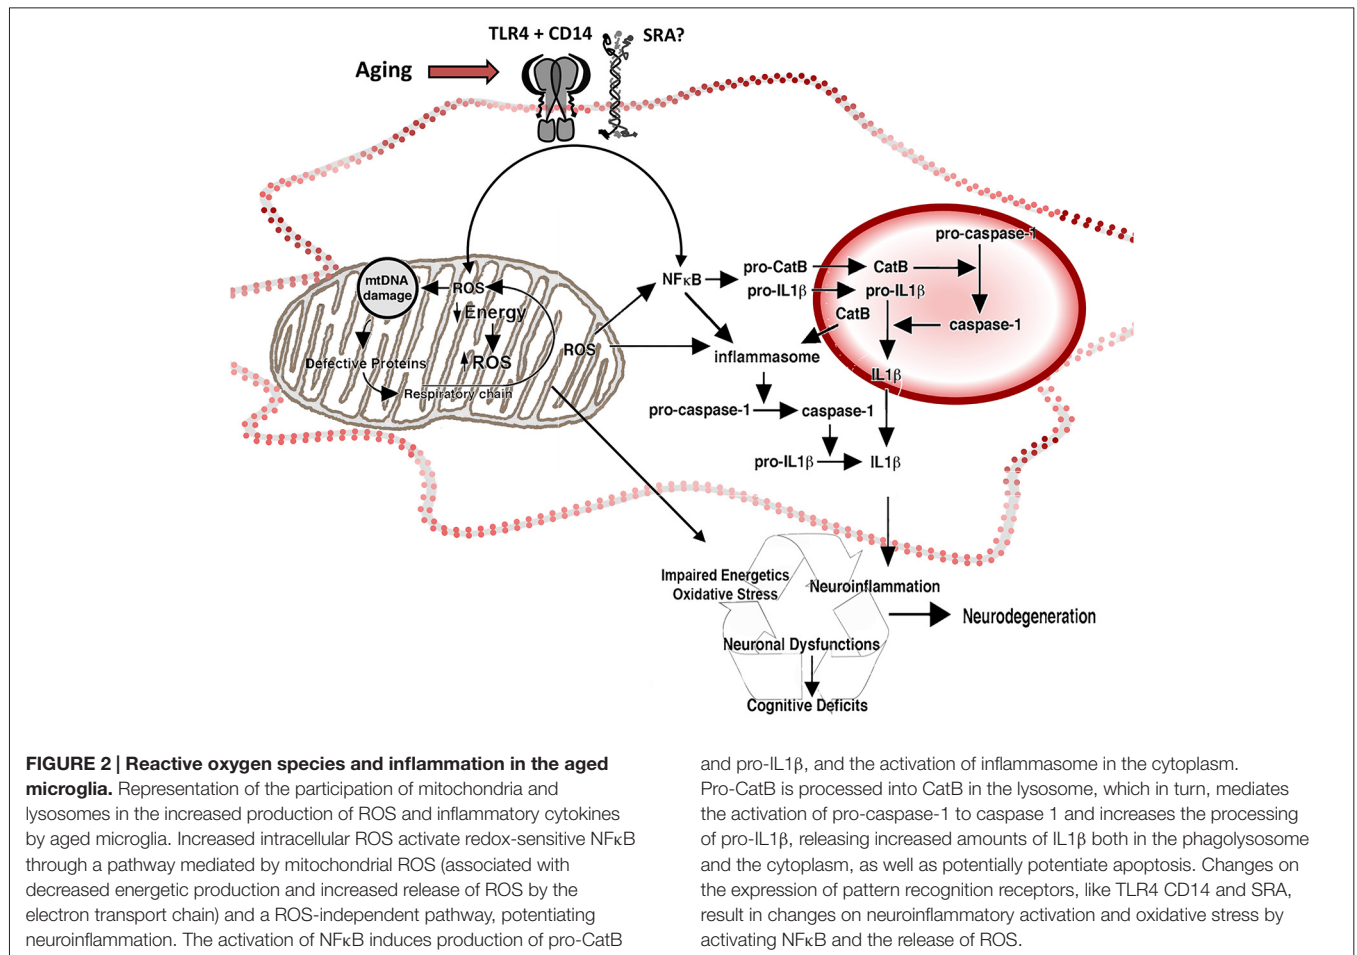 TLR4 + CD14
SRA?
Aging
mtDNA
damage
ROS
Energy
ROS
Defective Proteins
Respiratory chain
ROS
NFκB
pro-CatB
pro-IL1β
CatB
pro-IL1β
pro-caspase-1
caspase-1
CatB
IL1β
inflammasome
pro-caspase-1
caspase-1
pro-IL1β
IL1β
Impaired Energetics
Oxidative Stress
Neuroinflammation
Neurodegeneration
Neuronal Dysfunctions
Cognitive Deficits
FIGURE 2 | Reactive oxygen species and inflammation in the aged
microglia. Representation of the participation of mitochondria and
lysosomes in the increased production of ROS and inflammatory cytokines
by aged microglia. Increased intracellular ROS activate redox-sensitive NFκB
through a pathway mediated by mitochondrial ROS (associated with
decreased energetic production and increased release of ROS by the
electron transport chain) and a ROS-independent pathway, potentiating
neuroinflammation. The activation of NFκB induces production of pro-CatB
and pro-IL1β, and the activation of inflammasome in the cytoplasm.
Pro-CatB is processed into CatB in the lysosome, which in turn, mediates
the activation of pro-caspase-1 to caspase 1 and increases the processing
of pro-IL1β, releasing increased amounts of IL1β both in the phagolysosome
and the cytoplasm, as well as potentially potentiate apoptosis. Changes on
the expression of pattern recognition receptors, like TLR4 CD14 and SRA,
result in changes on neuroinflammatory activation and oxidative stress by
activating NFκB and the release of ROS.